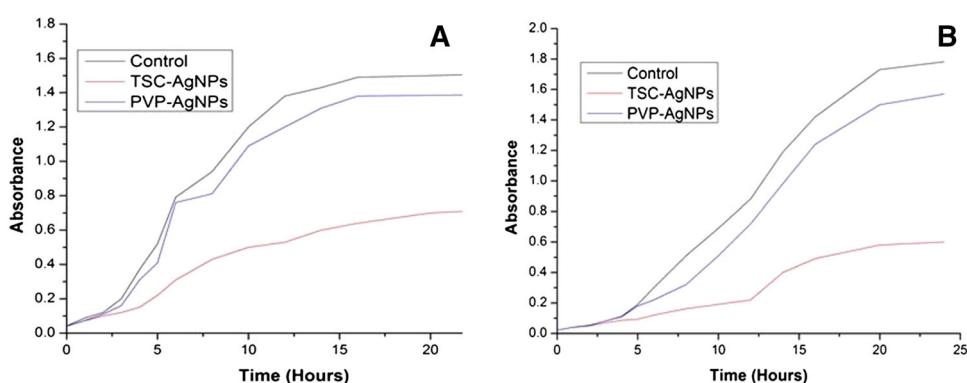 A
Absorbance
1.8
1.6
1.4
1.2
1.0
0.8
0.6
0.4
0.2
0.0
Control
TSC-AgNPs
PVP-AgNPs
0 5 10 15 20
Time (Hours)
B
Absorbance
2.0
1.8
1.6
1.4
1.2
1.0
0.8
0.6
0.4
0.2
0.0
Control
TSC-AgNPs
PVP-AgNPs
0 5 10 15 20 25
Time (Hours)